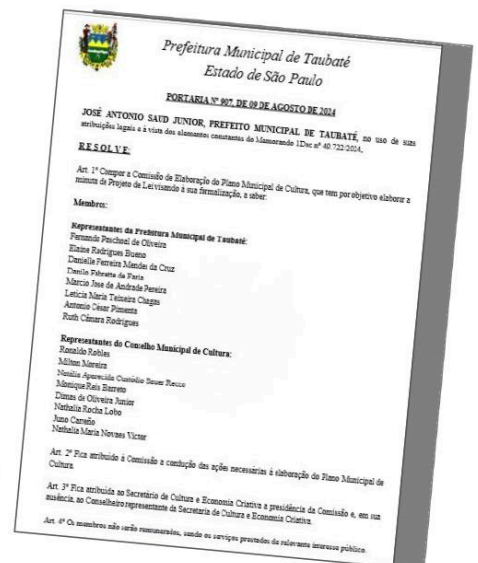 Prefeitura Municipal de Taubaté
Estado de São Paulo
PORTARIA Nº 907, DE 09 DE AGOSTO DE 2024
JOSÉ ANTONIO SAUD JUNIOR, PREFEITO MUNICIPAL DE TAUBATÉ, no uso de suas
atribuições legais e à vista dos elementos constantes do Memorando 1Doc nº 40.722/2024,
R E S O L V E:
Art. 1º Compor a Comissão de Elaboração do Plano Municipal de Cultura, que tem por objetivo elaborar a
minuta de Projeto de Lei visando à sua formalização, a saber:
Membros:
Representantes da Prefeitura Municipal de Taubaté:
Fernando Paschoal de Oliveira
Elaine Rodrigues Bueno
Danielle Ferreira Mendes da Cruz
Danilo Fibrette de Faria
Marcio Jose de Andrade Pereira
Leticia Maria Teixeira Chagas
Antonio César Pimenta
Ruth Câmara Rodrigues
Representantes do Conselho Municipal de Cultura:
Ronaldo Robles
Milton Moreira
Natália Aparecida Custódio Sauer Recco
Monique Reis Barreto
Dimas de Oliveira Junior
Nathalia Rocha Lobo
Juno Carreño
Nathalia Maria Novaes Victor
Art. 2º Fica atribuído à Comissão a condução das ações necessárias à elaboração do Plano Municipal de
Cultura.
Art. 3º Fica atribuída ao Secretário de Cultura e Economia Criativa a presidência da Comissão e, em sua
ausência, ao Conselheiro representante da Secretaria de Cultura e Economia Criativa.
Art. 4º Os membros não serão remunerados, sendo os serviços prestados de relevante interesse público.